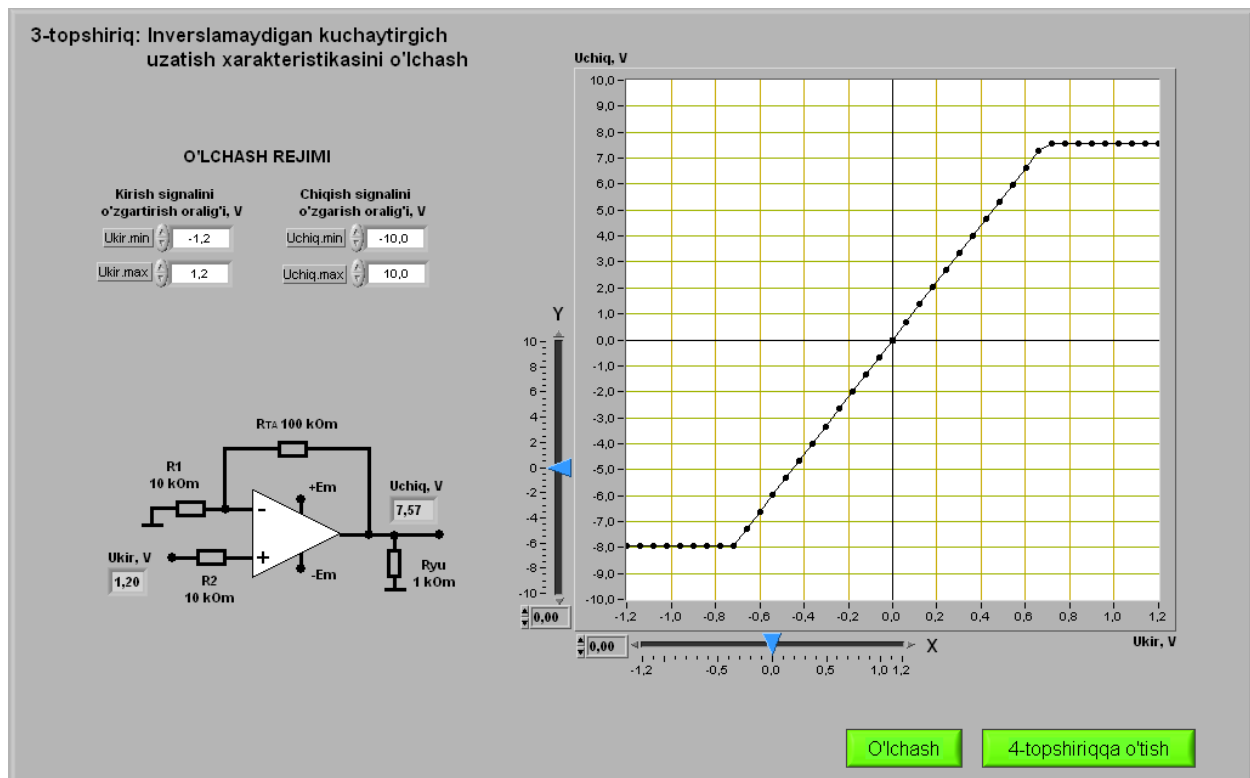 3-topshiriq: Inverslamaydigan kuchaytirgich
uzatish xarakteristikasini o'lchash
O'LCHASH REJIMI
Kirish signalini
o'zgartirish oralig'i, V
Ukir.min
-1,2
Ukir.max
1,2
Chiqish signalini
o'zgarish oralig'i, V
Uchiq.min
-10,0
Uchiq.max
10,0
RTA 100 kOm
R1
10 kOm
+Em
-
+
-Em
Uchiq, V
7,57
Ukir, V
1,20
R2
10 kOm
Ryu
1 kOm
Y
10
8
6
4
2
0
-2
-4
-6
-8
-10
0,00
Uchiq, V
10,0
9,0
8,0
7,0
6,0
5,0
4,0
3,0
2,0
1,0
0,0
-1,0
-2,0
-3,0
-4,0
-5,0
-6,0
-7,0
-8,0
-9,0
-10,0
-1,2 -1,0 -0,8 -0,6 -0,4 -0,2 0,0 0,2 0,4 0,6 0,8 1,0 1,2
Ukir, V
0,00
X
-1,2 -0,5 0,0 0,5 1,0 1,2
O'lchash
4-topshiriqqa o'tish